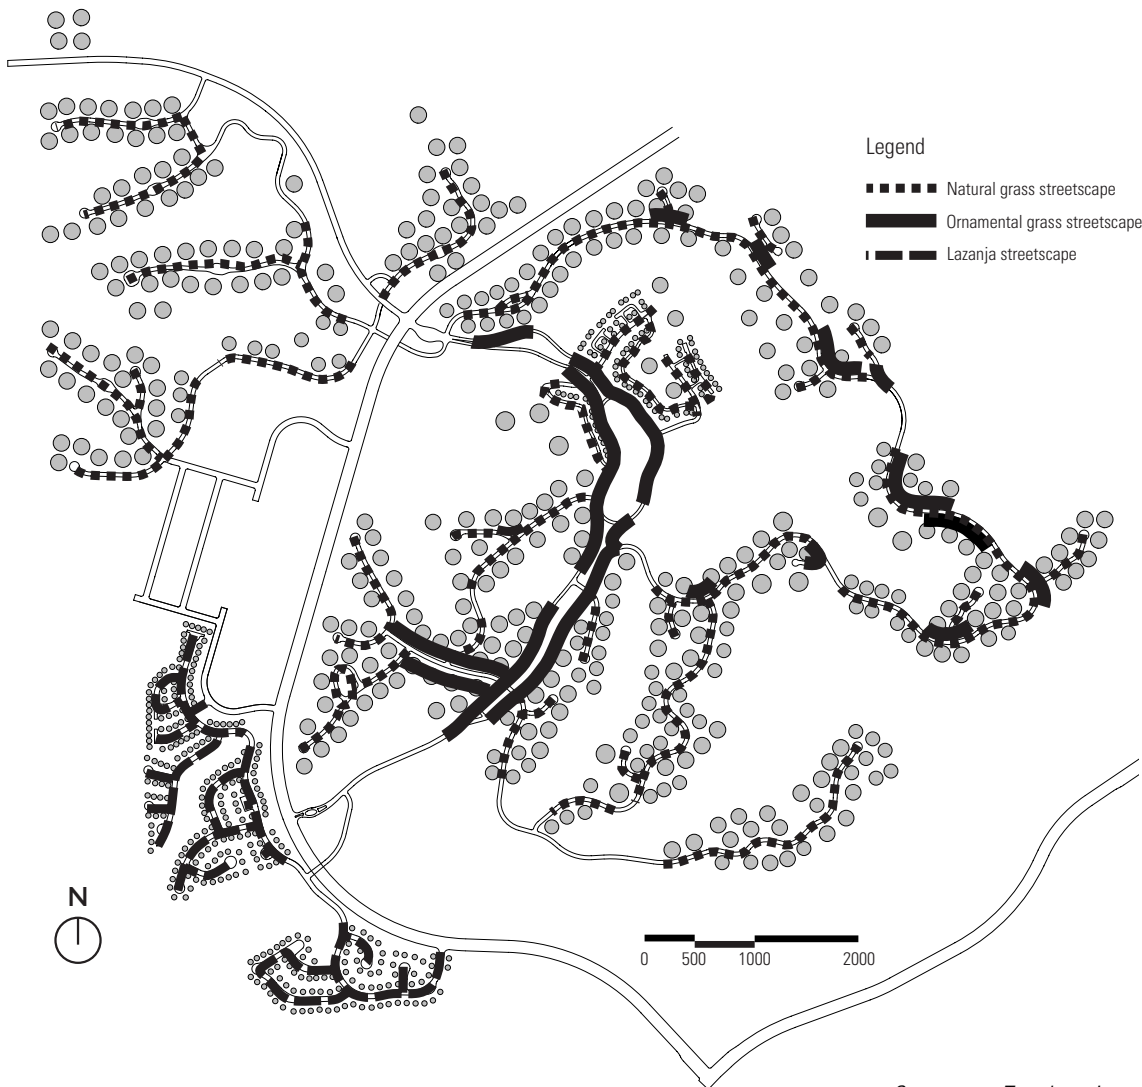 Legend
Natural grass streetscape
Ornamental grass streetscape
Lazanja streetscape
N
0 500 1000 2000